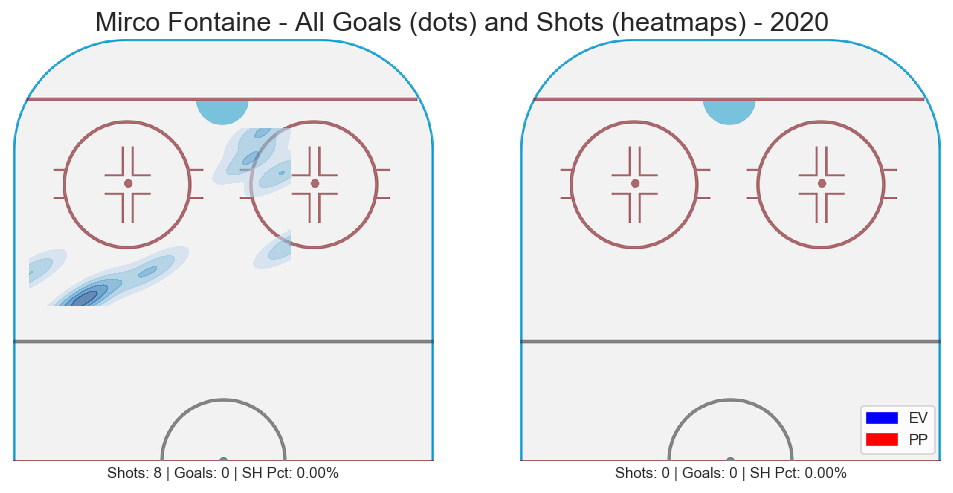 Mirco Fontaine - All Goals (dots) and Shots (heatmaps) - 2020
EV
PP
Shots: 8 | Goals: 0 | SH Pct: 0.00%
Shots: 0 | Goals: 0 | SH Pct: 0.00%